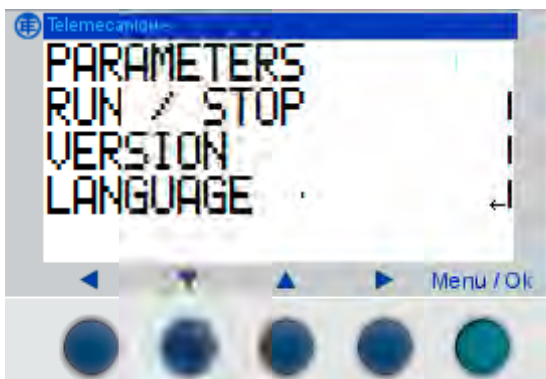 Telemecanique
PARAMETERS
RUN / STOP
VERSION
LANGUAGE
Menu / Ok